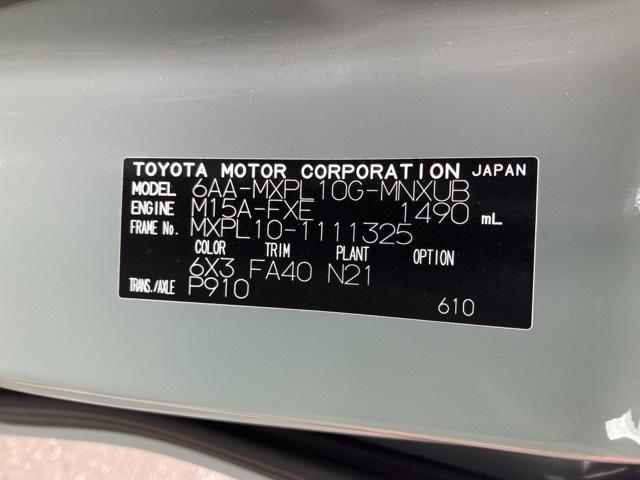 TOYOTA MOTOR CORPORATION JAPAN
MODEL 6AA-MXPL10G-MNXUB
ENGINE M15A-FXE 1490 mL
FRAME No. MXPL10-1111325
COLOR TRIM PLANT OPTION
6X3 FA40 N21
TRANS./AXLE P910
610